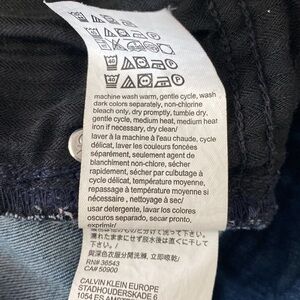 machine wash warm, gentle cycle, wash
dark colors separately, non-chlorine
bleach only, dry promptly, tumble dry,
gentle cycle, medium heat, medium heat
iron if necessary, dry clean/
laver à la machine à l'eau chaude, cycle
délicat, laver les couleurs foncées
séparément, seulement agent de
blanchiment non-chlore,
sécher rapidement, sécher par culbutage à
cycle délicat, température moyenne,
repassage à température moyenne si
nécessaire, nettoyage à sec/
usar detergente, lavar los colores
oscuros separado, secar pronto,
exprimir/
RN# 36543
CA# 50900
CALVIN KLEIN EUROPE
STADHOUDERSKADE 6
1054 ES